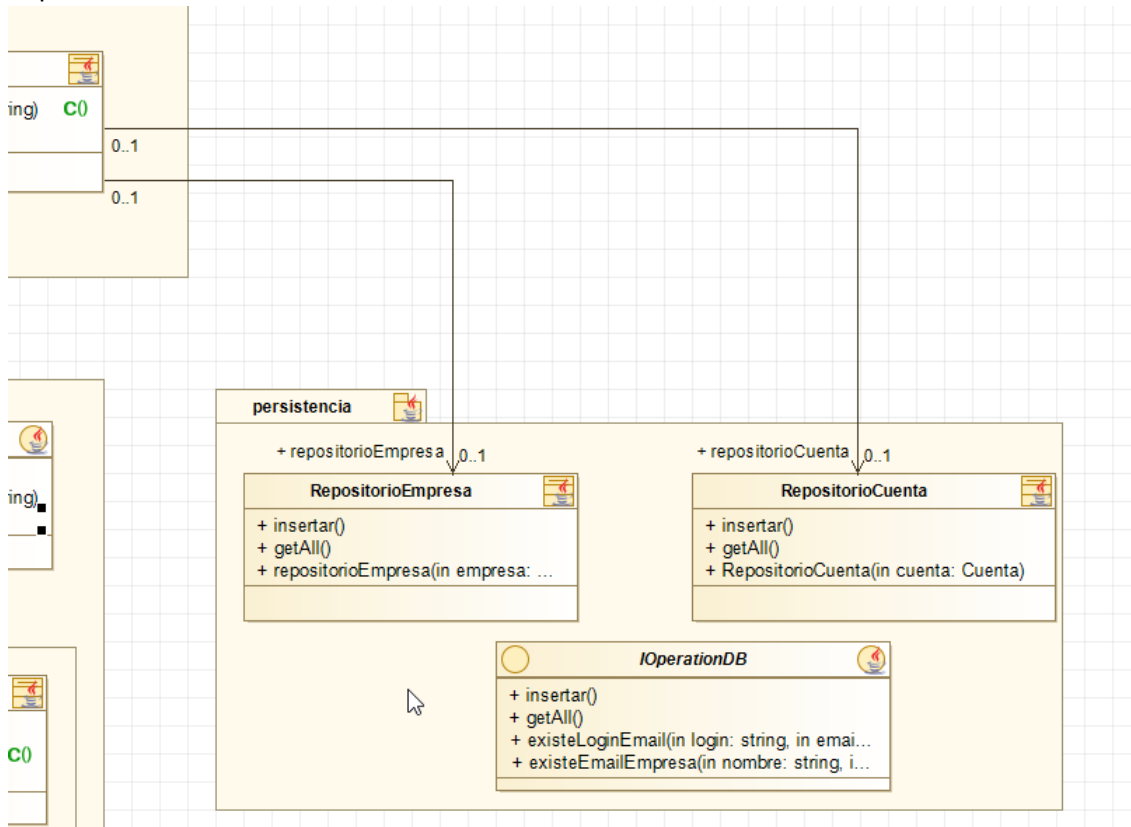 ing) C()
0..1
0..1
persistencia
+ repositorioEmpresa 0..1
+ repositorioCuenta 0..1
RepositorioEmpresa
+ insertar()
+ getAll()
+ repositorioEmpresa(in empresa: ...
RepositorioCuenta
+ insertar()
+ getAll()
+ RepositorioCuenta(in cuenta: Cuenta)
ing)
IOperationDB
+ insertar()
+ getAll()
+ existeLoginEmail(in login: string, in emai...
+ existeEmailEmpresa(in nombre: string, i...
C()